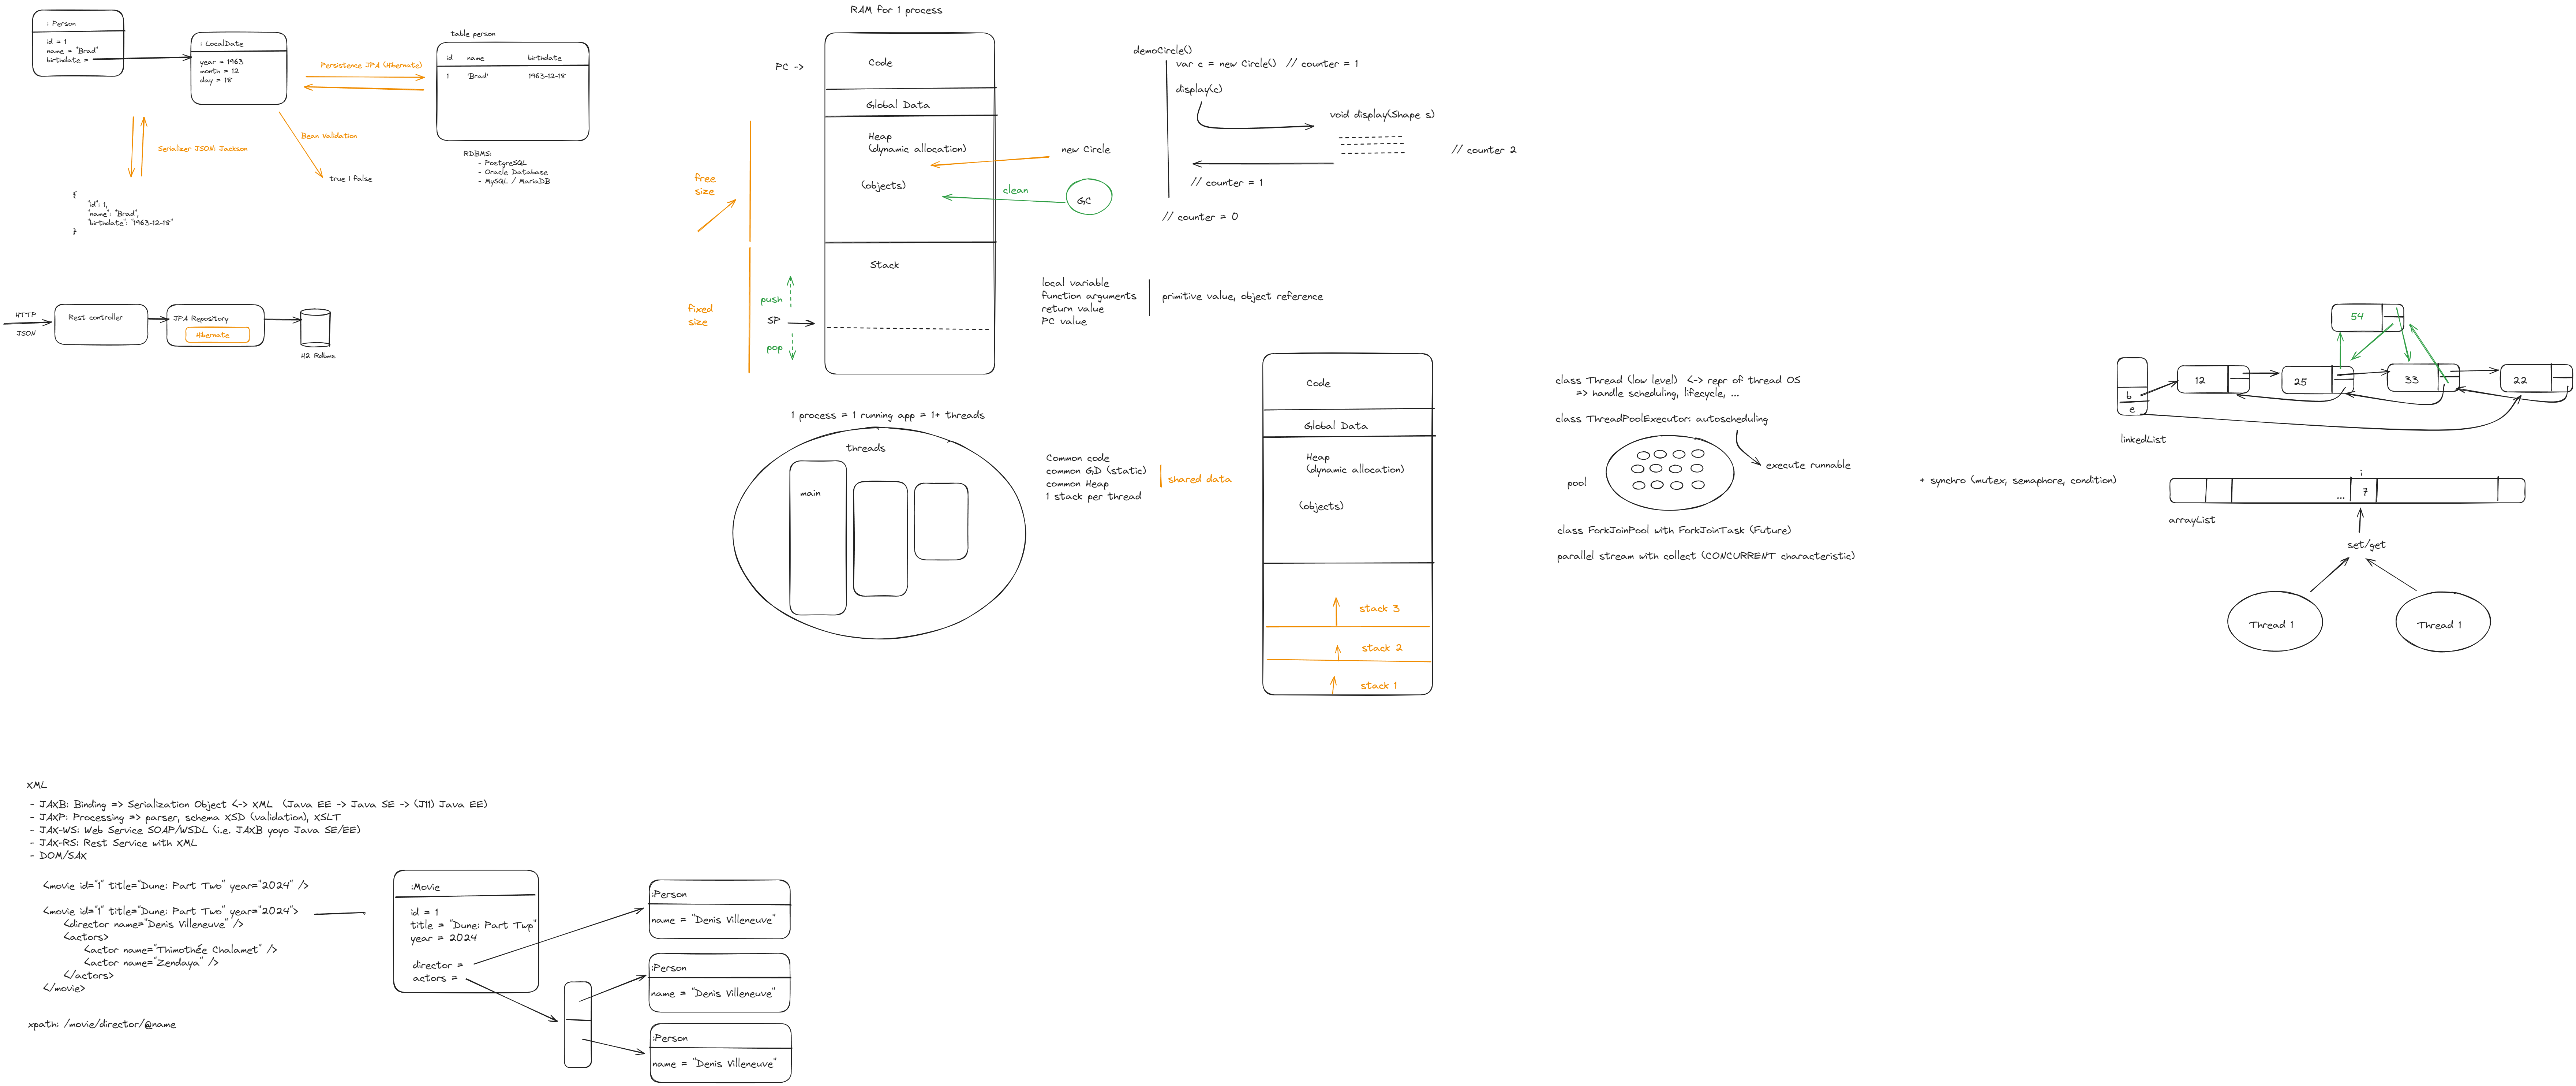 : Person
id = 1
name = "Brad"
birthdate =
: LocalDate
year = 1963
month = 12
day = 18
Persistence JPA (Hibernate)
table person
id name birthdate
1 'Brad' 1963-12-18
RDBMS:
- PostgreSQL
- Oracle Database
- MySQL / MariaDB
Serializer JSON: Jackson
Bean Validation
true | false
{
"id": 1,
"name": "Brad",
"birthdate": "1963-12-18"
}
HTTP
JSON
Rest controller
JPA Repository
Hibernate
H2 Rdbms
RAM for 1 process
PC ->
Code
Global Data
Heap
(dynamic allocation)
(objects)
Stack
free
size
fixed
size
push
SP
pop
new Circle
clean
GC
demoCircle()
var c = new Circle() // counter = 1
display(c)
void display(Shape s)
// counter 2
// counter = 1
// counter = 0
local variable
function arguments
return value
PC value
primitive value, object reference
1 process = 1 running app = 1+ threads
threads
main
Common code
common GD (static)
common Heap
1 stack per thread
shared data
Code
Global Data
Heap
(dynamic allocation)
(objects)
stack 3
stack 2
stack 1
class Thread (low level) <-> repr of thread OS
=> handle scheduling, lifecycle, ...
class ThreadPoolExecutor: autoscheduling
execute runnable
pool
class ForkJoinPool with ForkJoinTask (Future)
parallel stream with collect (CONCURRENT characteristic)
+ synchro (mutex, semaphore, condition)
54
b
e
12
25
33
22
linkedList
i
... 7
arrayList
set/get
Thread 1
Thread 1
XML
- JAXB: Binding => Serialization Object <-> XML (Java EE -> Java SE -> (J11) Java EE)
- JAXP: Processing => parser, schema XSD (validation), XSLT
- JAX-WS: Web Service SOAP/WSDL (i.e. JAXB yoyo Java SE/EE)
- JAX-RS: Rest Service with XML
- DOM/SAX
<movie id="1" title="Dune: Part Two" year="2024" />
<movie id="1" title="Dune: Part Two" year="2024">
<director name="Denis Villeneuve" />
<actors>
<actor name="Thimothée Chalamet" />
<actor name="Zendaya" />
</actors>
</movie>
xpath: /movie/director/@name
:Movie
id = 1
title = "Dune: Part Two"
year = 2024
director =
actors =
:Person
name = "Denis Villeneuve"
:Person
name = "Denis Villeneuve"
:Person
name = "Denis Villeneuve"